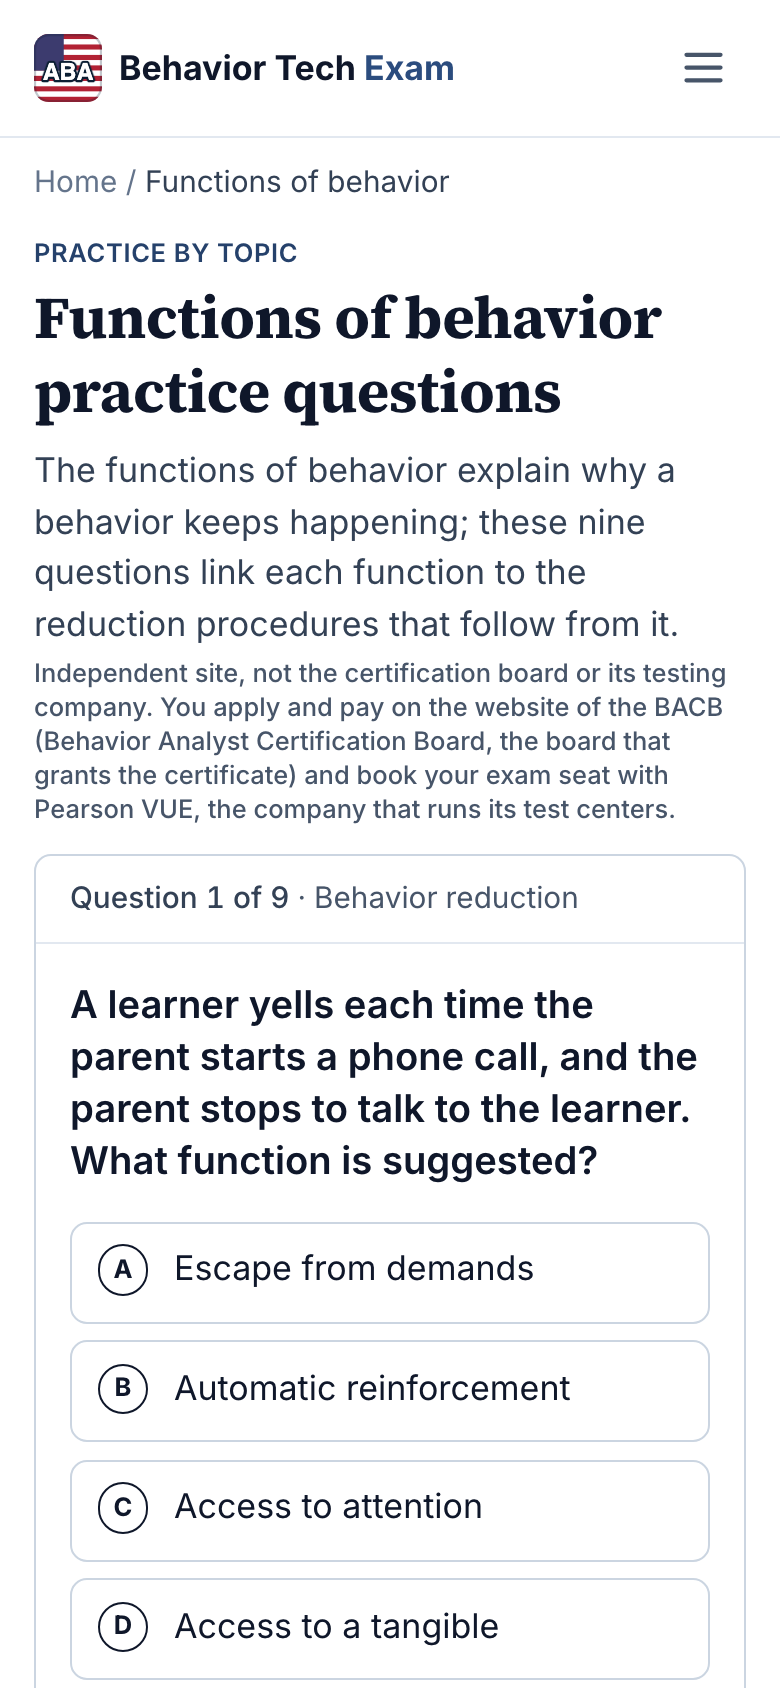 ABA
Behavior Tech Exam
Home / Functions of behavior
PRACTICE BY TOPIC
Functions of behavior
practice questions
The functions of behavior explain why a
behavior keeps happening; these nine
questions link each function to the
reduction procedures that follow from it.
Independent site, not the certification board or its testing
company. You apply and pay on the website of the BACB
(Behavior Analyst Certification Board, the board that
grants the certificate) and book your exam seat with
Pearson VUE, the company that runs its test centers.
Question 1 of 9 · Behavior reduction
A learner yells each time the
parent starts a phone call, and the
parent stops to talk to the learner.
What function is suggested?
A Escape from demands
B Automatic reinforcement
C Access to attention
D Access to a tangible